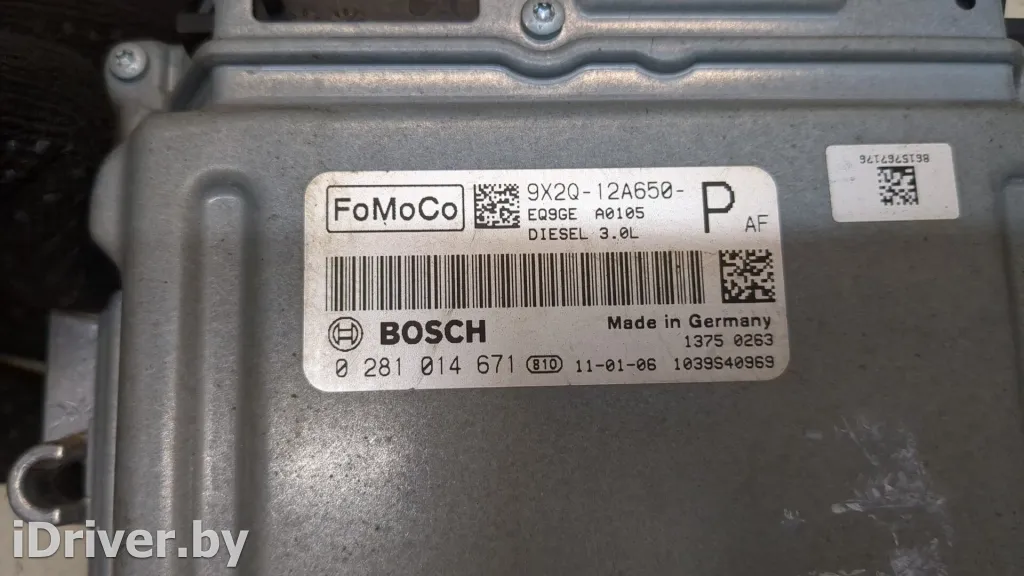 FoMoCo
9X2Q-12A650-
EQ9GE A0105
DIESEL 3.0L
P AF
BOSCH
Made in Germany
1375 0263
0 281 014 671 810 11-01-06 1039S40969
8615767176
iDriver.by